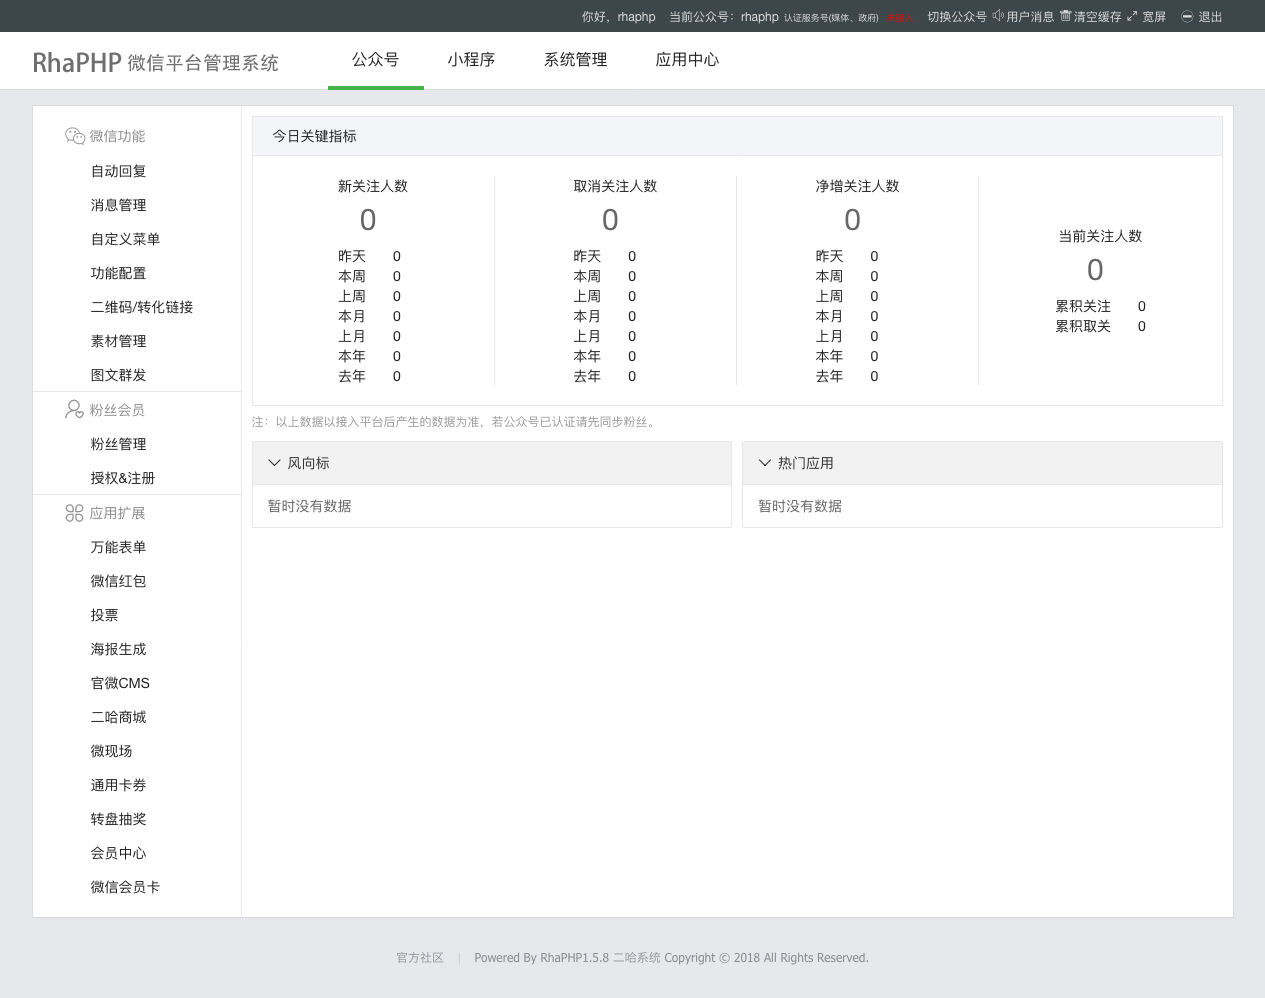 你好，rhaphp 当前公众号：rhaphp 认证服务号(媒体、政府) 切换公众号 用户消息 清空缓存 宽屏 退出
RhaPHP 微信平台管理系统 公众号 小程序 系统管理 应用中心
微信功能
自动回复
消息管理
自定义菜单
功能配置
二维码/转化链接
素材管理
图文群发
粉丝会员
粉丝管理
授权&注册
应用扩展
万能表单
微信红包
投票
海报生成
官微CMS
二哈商城
微现场
通用卡券
转盘抽奖
会员中心
微信会员卡
今日关键指标
新关注人数
0
昨天 0
本周 0
上周 0
本月 0
上月 0
本年 0
去年 0
取消关注人数
0
昨天 0
本周 0
上周 0
本月 0
上月 0
本年 0
去年 0
净增关注人数
0
昨天 0
本周 0
上周 0
本月 0
上月 0
本年 0
去年 0
当前关注人数
0
累积关注 0
累积取关 0
注：以上数据以接入平台后产生的数据为准，若公众号已认证请先同步粉丝。
风向标
暂时没有数据
热门应用
暂时没有数据
官方社区 | Powered By RhaPHP1.5.8 二哈系统 Copyright © 2018 All Rights Reserved.